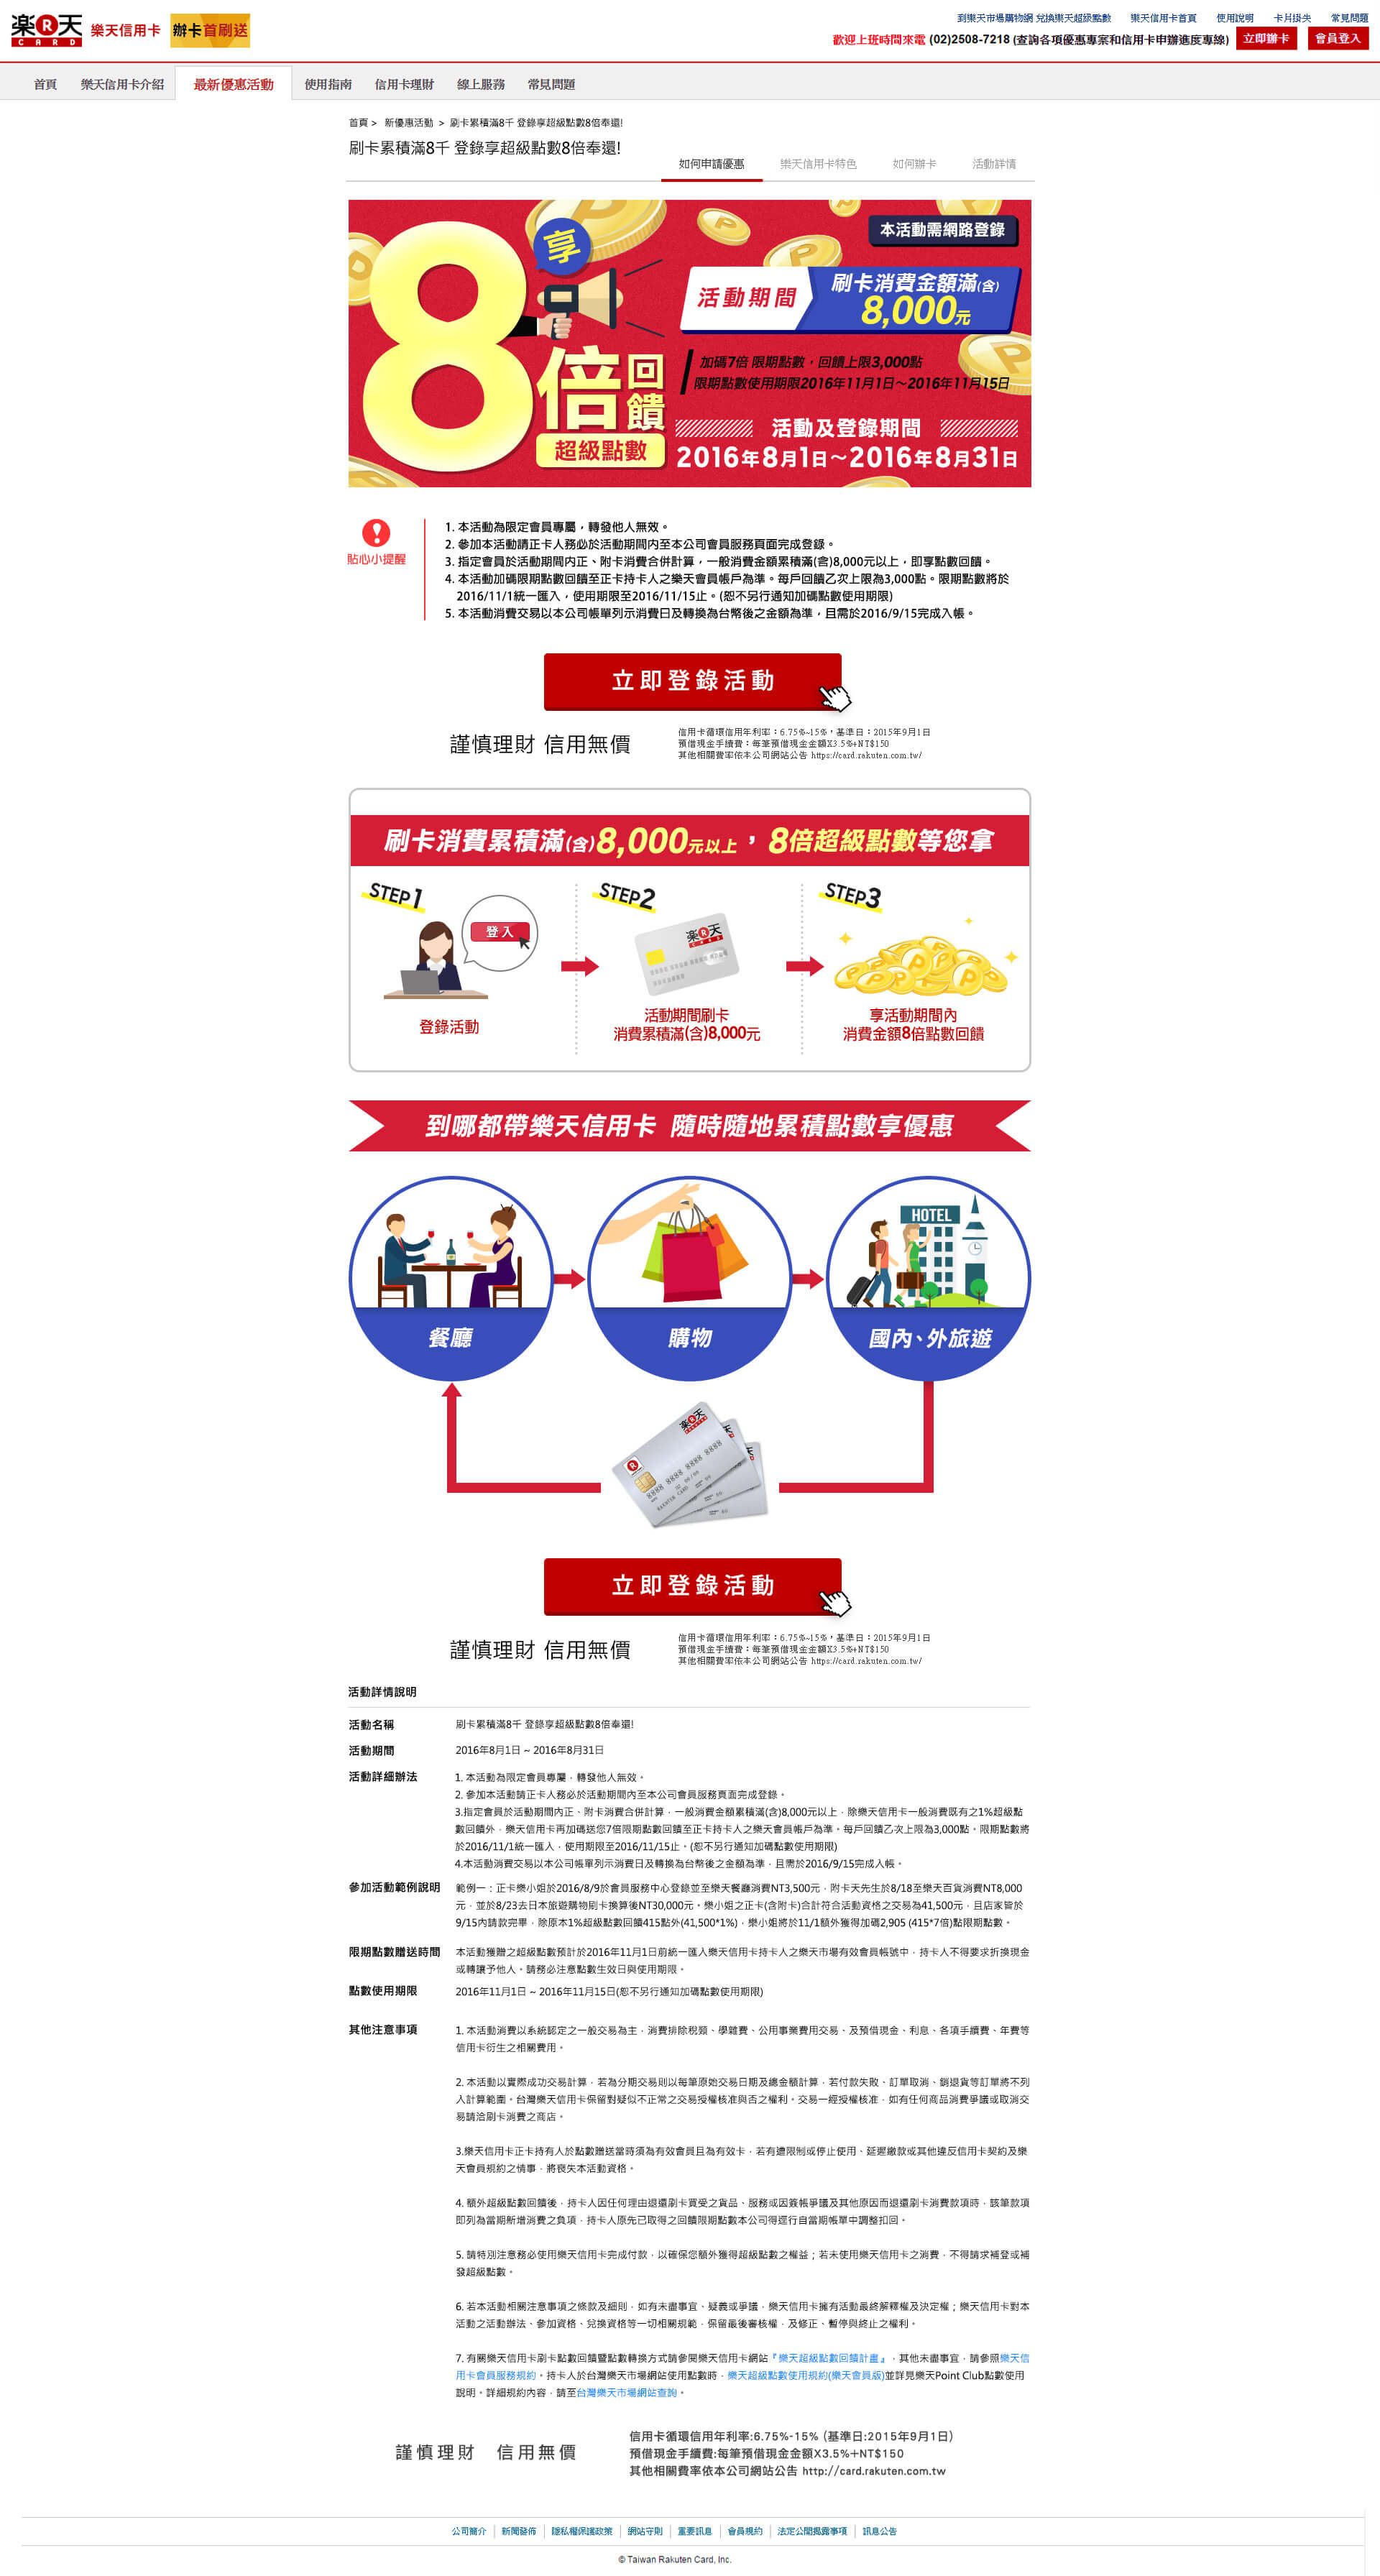 楽R天
CARD
樂天信用卡
辦卡首刷送
到樂天市場購物網 兌換樂天超級點數 樂天信用卡首頁 使用說明 卡片掛失 常見問題
歡迎上班時間來電 (02)2508-7218 (查詢各項優惠專案和信用卡申辦進度專線) 立即辦卡 會員登入
首頁 樂天信用卡介紹 最新優惠活動 使用指南 信用卡理財 線上服務 常見問題
首頁 > 新優惠活動 > 刷卡累積滿8千 登錄享超級點數8倍奉還!
刷卡累積滿8千 登錄享超級點數8倍奉還!
如何申請優惠 樂天信用卡特色 如何辦卡 活動詳情
享
8倍回饋
超級點數
本活動需網路登錄
活動期間
刷卡消費金額滿(含)
8,000元
加碼7倍 限期點數，回饋上限3,000點
限期點數使用期限2016年11月1日～2016年11月15日
活動及登錄期間
2016年8月1日～2016年8月31日
貼心小提醒
1. 本活動為限定會員專屬，轉發他人無效。
2. 參加本活動請正卡人務必於活動期間內至本公司會員服務頁面完成登錄。
3. 指定會員於活動期間內正、附卡消費合併計算，一般消費金額累積滿(含)8,000元以上，即享點數回饋。
4. 本活動加碼限期點數回饋至正卡持卡人之樂天會員帳戶為準。每戶回饋乙次上限為3,000點。限期點數將於
2016/11/1統一匯入，使用期限至2016/11/15止。(恕不另行通知加碼點數使用期限)
5. 本活動消費交易以本公司帳單列示消費日及轉換為台幣後之金額為準，且需於2016/9/15完成入帳。
立即登錄活動
謹慎理財 信用無價
信用卡循環信用年利率：6.75%~15%，基準日：2015年9月1日
預借現金手續費：每筆預借現金金額X3.5%+NT$150
其他相關費率依本公司網站公告 https://card.rakuten.com.tw/
刷卡消費累積滿(含)8,000元以上，8倍超級點數等您拿
STEP1
登入
登錄活動
STEP2
楽R天
CARD
活動期間刷卡
消費累積滿(含)8,000元
STEP3
享活動期間內
消費金額8倍點數回饋
到哪都帶樂天信用卡 隨時隨地累積點數享優惠
HOTEL
餐廳
購物
國內、外旅遊
楽R天
8888 8888 8888 8888
RAKUTEN CARD
立即登錄活動
謹慎理財 信用無價
信用卡循環信用年利率：6.75%~15%，基準日：2015年9月1日
預借現金手續費：每筆預借現金金額X3.5%+NT$150
其他相關費率依本公司網站公告 https://card.rakuten.com.tw/
活動詳情說明
活動名稱 刷卡累積滿8千 登錄享超級點數8倍奉還!
活動期間 2016年8月1日 ~ 2016年8月31日
活動詳細辦法 1. 本活動為限定會員專屬，轉發他人無效。
2. 參加本活動請正卡人務必於活動期間內至本公司會員服務頁面完成登錄。
3.指定會員於活動期間內正、附卡消費合併計算，一般消費金額累積滿(含)8,000元以上，除樂天信用卡一般消費既有之1%超級點
數回饋外，樂天信用卡再加碼送您7倍限期點數回饋至正卡持卡人之樂天會員帳戶為準。每戶回饋乙次上限為3,000點。限期點數將
於2016/11/1統一匯入，使用期限至2016/11/15止。(恕不另行通知加碼點數使用期限)
4.本活動消費交易以本公司帳單列示消費日及轉換為台幣後之金額為準，且需於2016/9/15完成入帳。
參加活動範例說明 範例一：正卡樂小姐於2016/8/9於會員服務中心登錄並至樂天餐廳消費NT3,500元，附卡天先生於8/18至樂天百貨消費NT8,000
元，並於8/23去日本旅遊購物刷卡換算後NT30,000元。樂小姐之正卡(含附卡)合計符合活動資格之交易為41,500元，且店家皆於
9/15內請款完畢，除原本1%超級點數回饋415點外(41,500*1%)，樂小姐將於11/1額外獲得加碼2,905 (415*7倍)點限期點數。
限期點數贈送時間 本活動獲贈之超級點數預計於2016年11月1日前統一匯入樂天信用卡持卡人之樂天市場有效會員帳號中，持卡人不得要求折換現金
或轉讓予他人。請務必注意點數生效日與使用期限。
點數使用期限 2016年11月1日 ~ 2016年11月15日(恕不另行通知加碼點數使用期限)
其他注意事項 1. 本活動消費以系統認定之一般交易為主，消費排除稅類、學雜費、公用事業費用交易、及預借現金、利息、各項手續費、年費等
信用卡衍生之相關費用。
2. 本活動以實際成功交易計算，若為分期交易則以每筆原始交易日期及總金額計算，若付款失敗、訂單取消、銷退貨等訂單將不列
入計算範圍。台灣樂天信用卡保留對疑似不正常之交易授權核准與否之權利。交易一經授權核准，如有任何商品消費爭議或取消交
易請洽刷卡消費之商店。
3.樂天信用卡正卡持有人於點數贈送當時須為有效會員且為有效卡，若有遭限制或停止使用、延遲繳款或其他違反信用卡契約及樂
天會員規約之情事，將喪失本活動資格。
4. 額外超級點數回饋後，持卡人因任何理由退還刷卡買受之貨品、服務或因簽帳爭議及其他原因而退還刷卡消費款項時，該筆款項
即列為當期新增消費之負項，持卡人原先已取得之回饋限期點數本公司得逕行自當期帳單中調整扣回。
5. 請特別注意務必使用樂天信用卡完成付款，以確保您額外獲得超級點數之權益；若未使用樂天信用卡之消費，不得請求補登或補
發超級點數。
6. 若本活動相關注意事項之條款及細則，如有未盡事宜、疑義或爭議，樂天信用卡擁有活動最終解釋權及決定權；樂天信用卡對本
活動之活動辦法、參加資格、兌換資格等一切相關規範，保留最後審核權，及修正、暫停與終止之權利。
7. 有關樂天信用卡刷卡點數回饋暨點數轉換方式請參閱樂天信用卡網站『樂天超級點數回饋計畫』，其他未盡事宜，請參照樂天信
用卡會員服務規約。持卡人於台灣樂天市場網站使用點數時，樂天超級點數使用規約(樂天會員版)並詳見樂天Point Club點數使用
說明。詳細規約內容，請至台灣樂天市場網站查詢。
謹慎理財 信用無價
信用卡循環信用年利率:6.75%-15% (基準日:2015年9月1日)
預借現金手續費:每筆預借現金金額X3.5%+NT$150
其他相關費率依本公司網站公告 http://card.rakuten.com.tw
公司簡介 新聞發佈 隱私權保護政策 網站守則 重要訊息 會員規約 法定公開揭露事項 訊息公告
© Taiwan Rakuten Card, Inc.